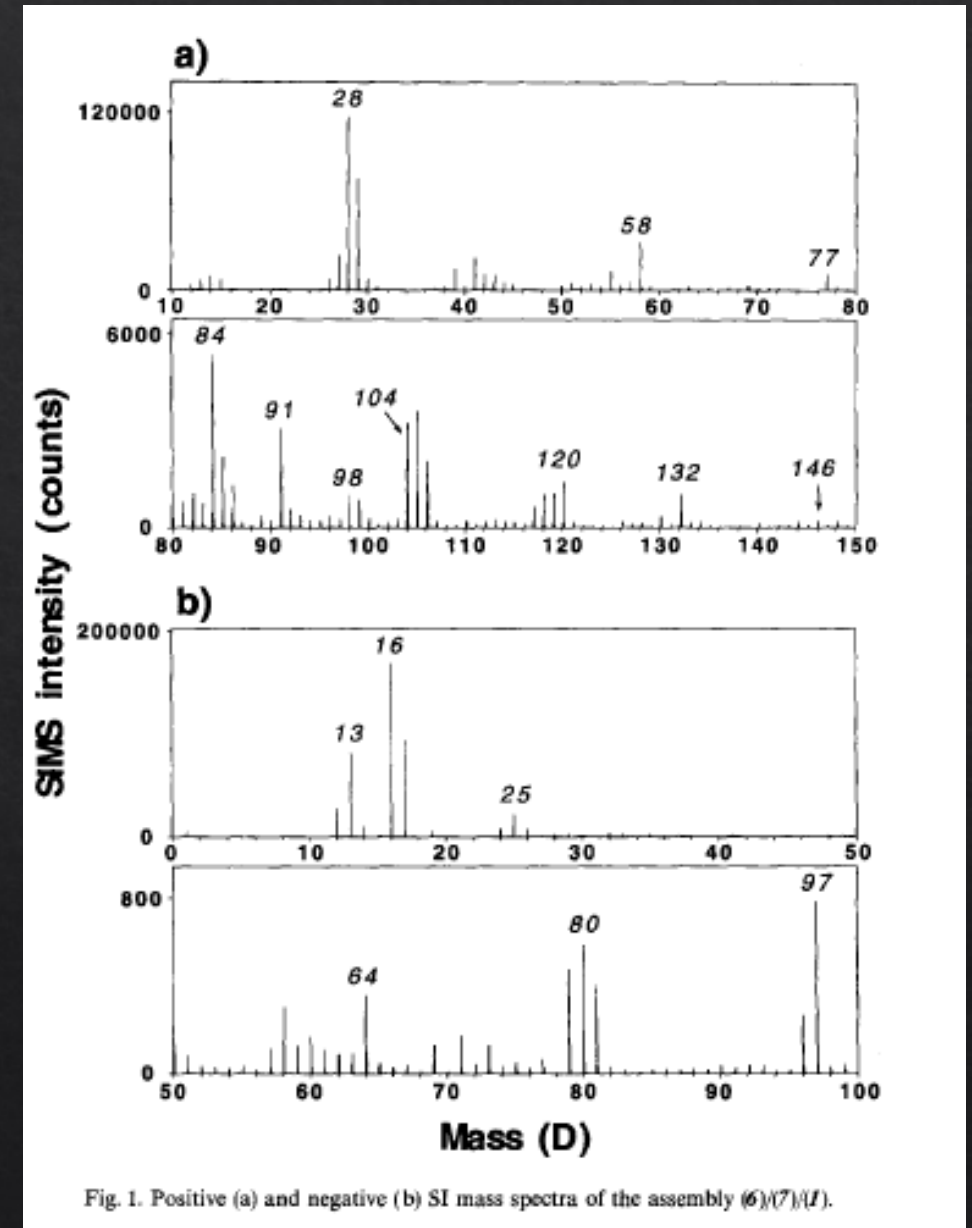 a)
120000
28
58
77
0
10 20 30 40 50 60 70 80
6000
84
91
104
98
120
132
146
0
80 90 100 110 120 130 140 150
SIMS intensity (counts)
b)
200000
16
13
25
0
0 10 20 30 40 50
800
97
80
64
0
50 60 70 80 90 100
Mass (D)
Fig. 1. Positive (a) and negative (b) SI mass spectra of the assembly (6)/(7)/(1).